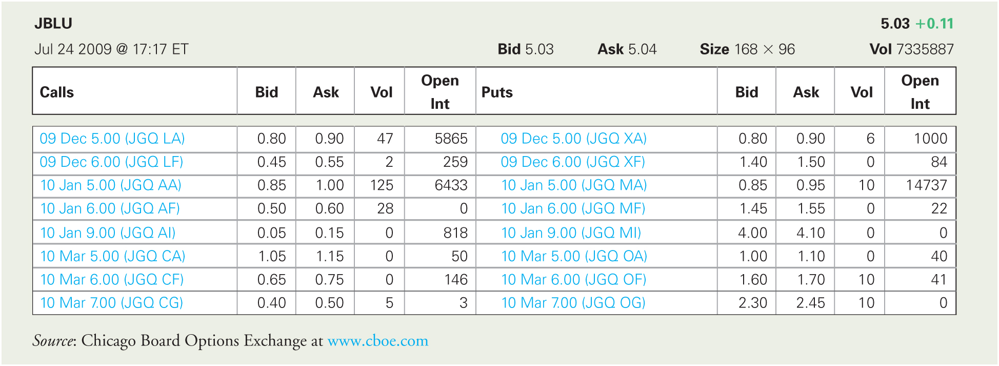 JBLU 5.03 +0.11
Jul 24 2009 @ 17:17 ET Bid 5.03 Ask 5.04 Size 168 × 96 Vol 7335887
Calls Bid Ask Vol Open Int Puts Bid Ask Vol Open Int
09 Dec 5.00 (JGQ LA) 0.80 0.90 47 5865 09 Dec 5.00 (JGQ XA) 0.80 0.90 6 1000
09 Dec 6.00 (JGQ LF) 0.45 0.55 2 259 09 Dec 6.00 (JGQ XF) 1.40 1.50 0 84
10 Jan 5.00 (JGQ AA) 0.85 1.00 125 6433 10 Jan 5.00 (JGQ MA) 0.85 0.95 10 14737
10 Jan 6.00 (JGQ AF) 0.50 0.60 28 0 10 Jan 6.00 (JGQ MF) 1.45 1.55 0 22
10 Jan 9.00 (JGQ AI) 0.05 0.15 0 818 10 Jan 9.00 (JGQ MI) 4.00 4.10 0 0
10 Mar 5.00 (JGQ CA) 1.05 1.15 0 50 10 Mar 5.00 (JGQ OA) 1.00 1.10 0 40
10 Mar 6.00 (JGQ CF) 0.65 0.75 0 146 10 Mar 6.00 (JGQ OF) 1.60 1.70 10 41
10 Mar 7.00 (JGQ CG) 0.40 0.50 5 3 10 Mar 7.00 (JGQ OG) 2.30 2.45 10 0
Source: Chicago Board Options Exchange at www.cboe.com